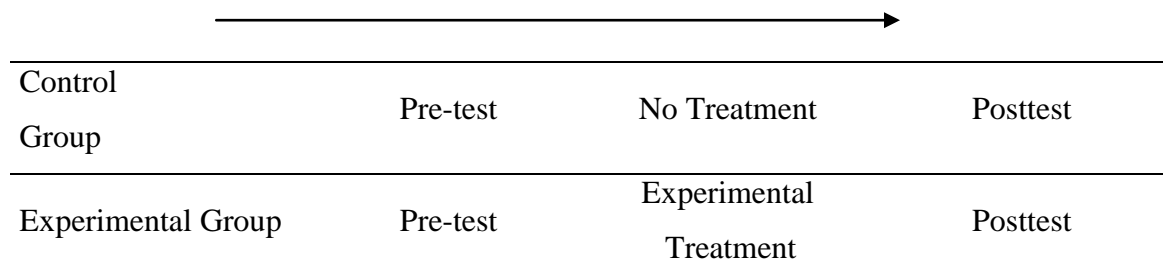 Control
Group
Pre-test
No Treatment
Posttest
Experimental Group
Pre-test
Experimental
Treatment
Posttest